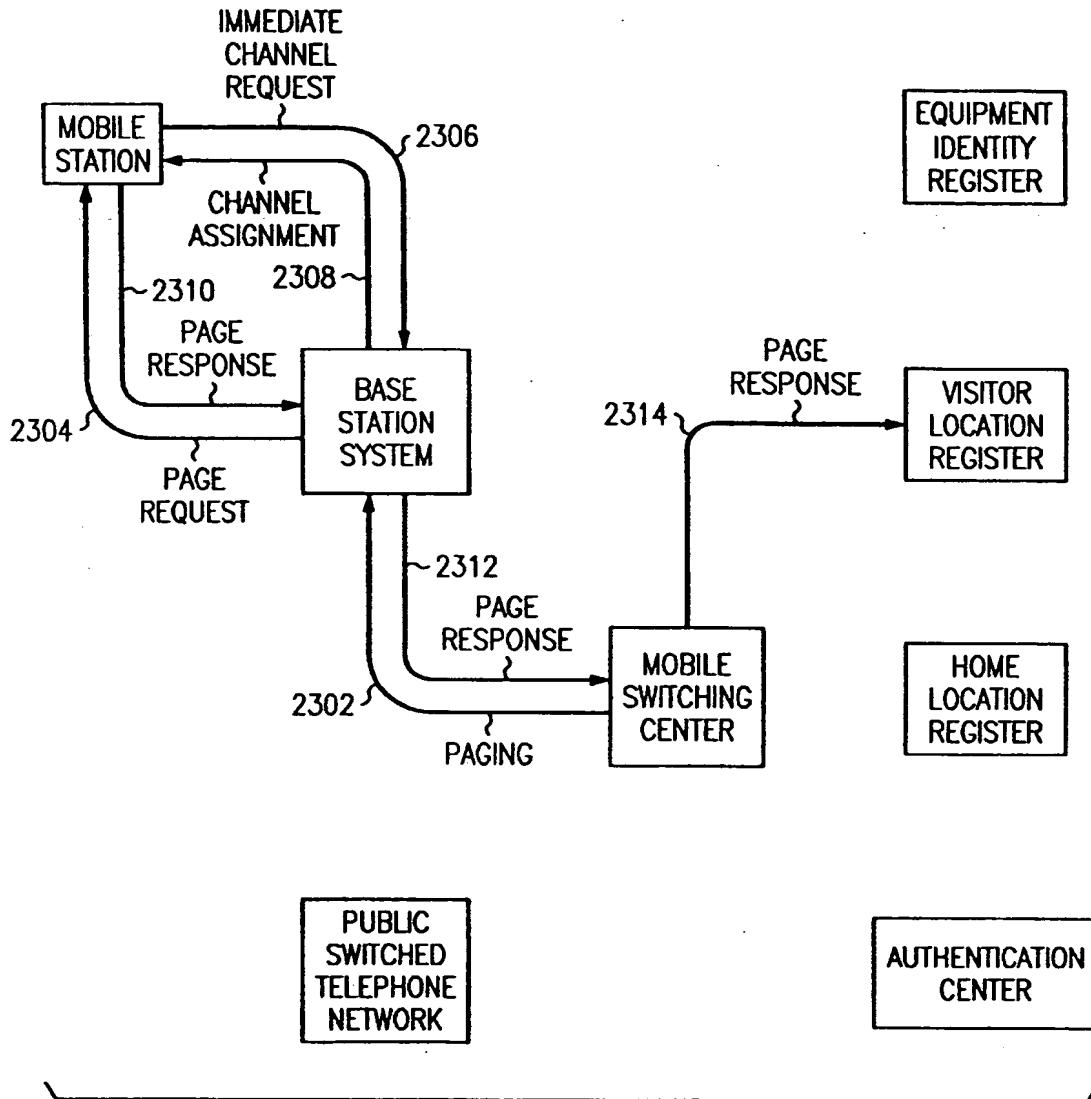 IMMEDIATE
CHANNEL
REQUEST
MOBILE
STATION
2306
EQUIPMENT
IDENTITY
REGISTER
CHANNEL
ASSIGNMENT
2308
2310
PAGE
RESPONSE
2304
PAGE
REQUEST
BASE
STATION
SYSTEM
PAGE
RESPONSE
2314
VISITOR
LOCATION
REGISTER
2312
PAGE
RESPONSE
2302
PAGING
MOBILE
SWITCHING
CENTER
HOME
LOCATION
REGISTER
PUBLIC
SWITCHED
TELEPHONE
NETWORK
AUTHENTICATION
CENTER